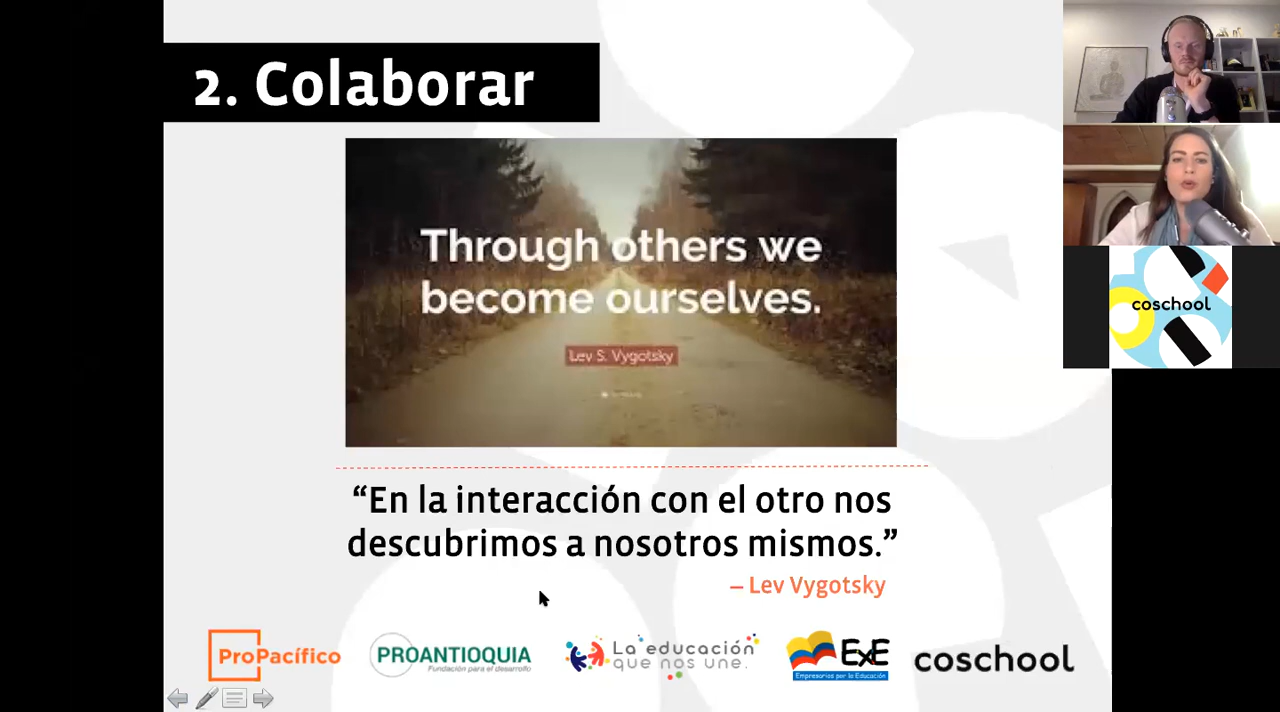 2. Colaborar
Through others we
become ourselves.
Lev S. Vygotsky
“En la interacción con el otro nos
descubrimos a nosotros mismos.”
– Lev Vygotsky
ProPacífico
PROANTIOQUIA
Fundación para el desarrollo
La educación
que nos une.
ExE
Empresarios por la Educación
coschool
coschool